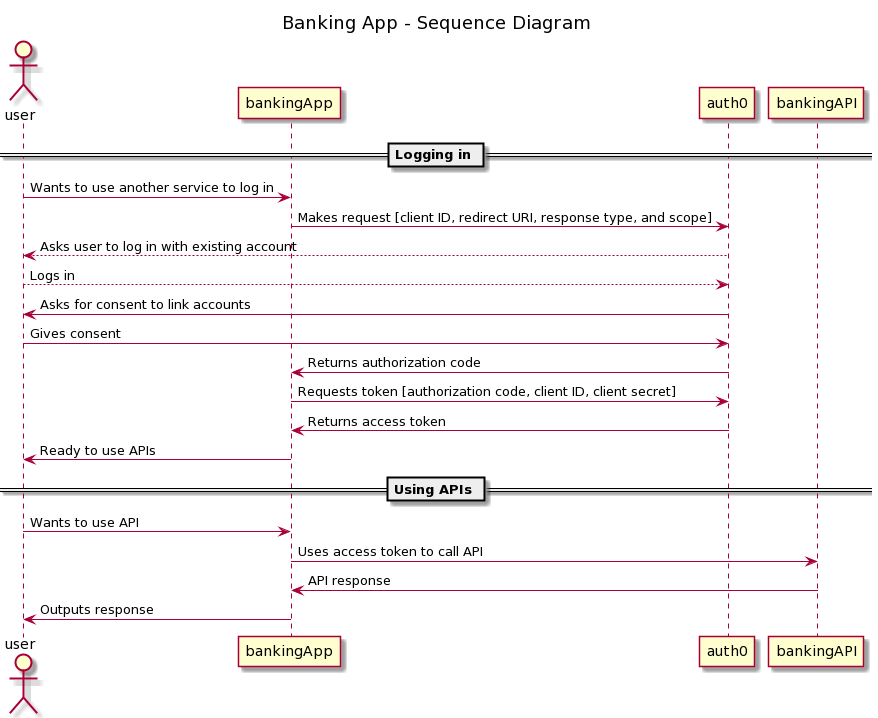 Banking App - Sequence Diagram
user
bankingApp
auth0
bankingAPI
Logging in
Wants to use another service to log in
Makes request [client ID, redirect URI, response type, and scope]
Asks user to log in with existing account
Logs in
Asks for consent to link accounts
Gives consent
Returns authorization code
Requests token [authorization code, client ID, client secret]
Returns access token
Ready to use APIs
Using APIs
Wants to use API
Uses access token to call API
API response
Outputs response
user
bankingApp
auth0
bankingAPI